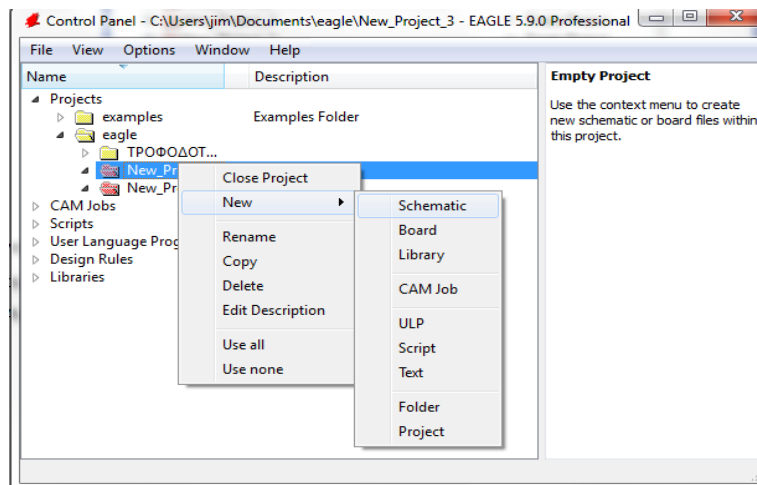 Control Panel - C:\Users\jim\Documents\eagle\New_Project_3 - EAGLE 5.9.0 Professional
File View Options Window Help
Name Description
Projects
examples Examples Folder
eagle
ΤΡΟΦΟΔΟΤ...
New_Pr
New_Pr
CAM Jobs
Scripts
User Language Prog
Design Rules
Libraries
Close Project
New
Rename
Copy
Delete
Edit Description
Use all
Use none
Schematic
Board
Library
CAM Job
ULP
Script
Text
Folder
Project
Empty Project
Use the context menu to create
new schematic or board files within
this project.